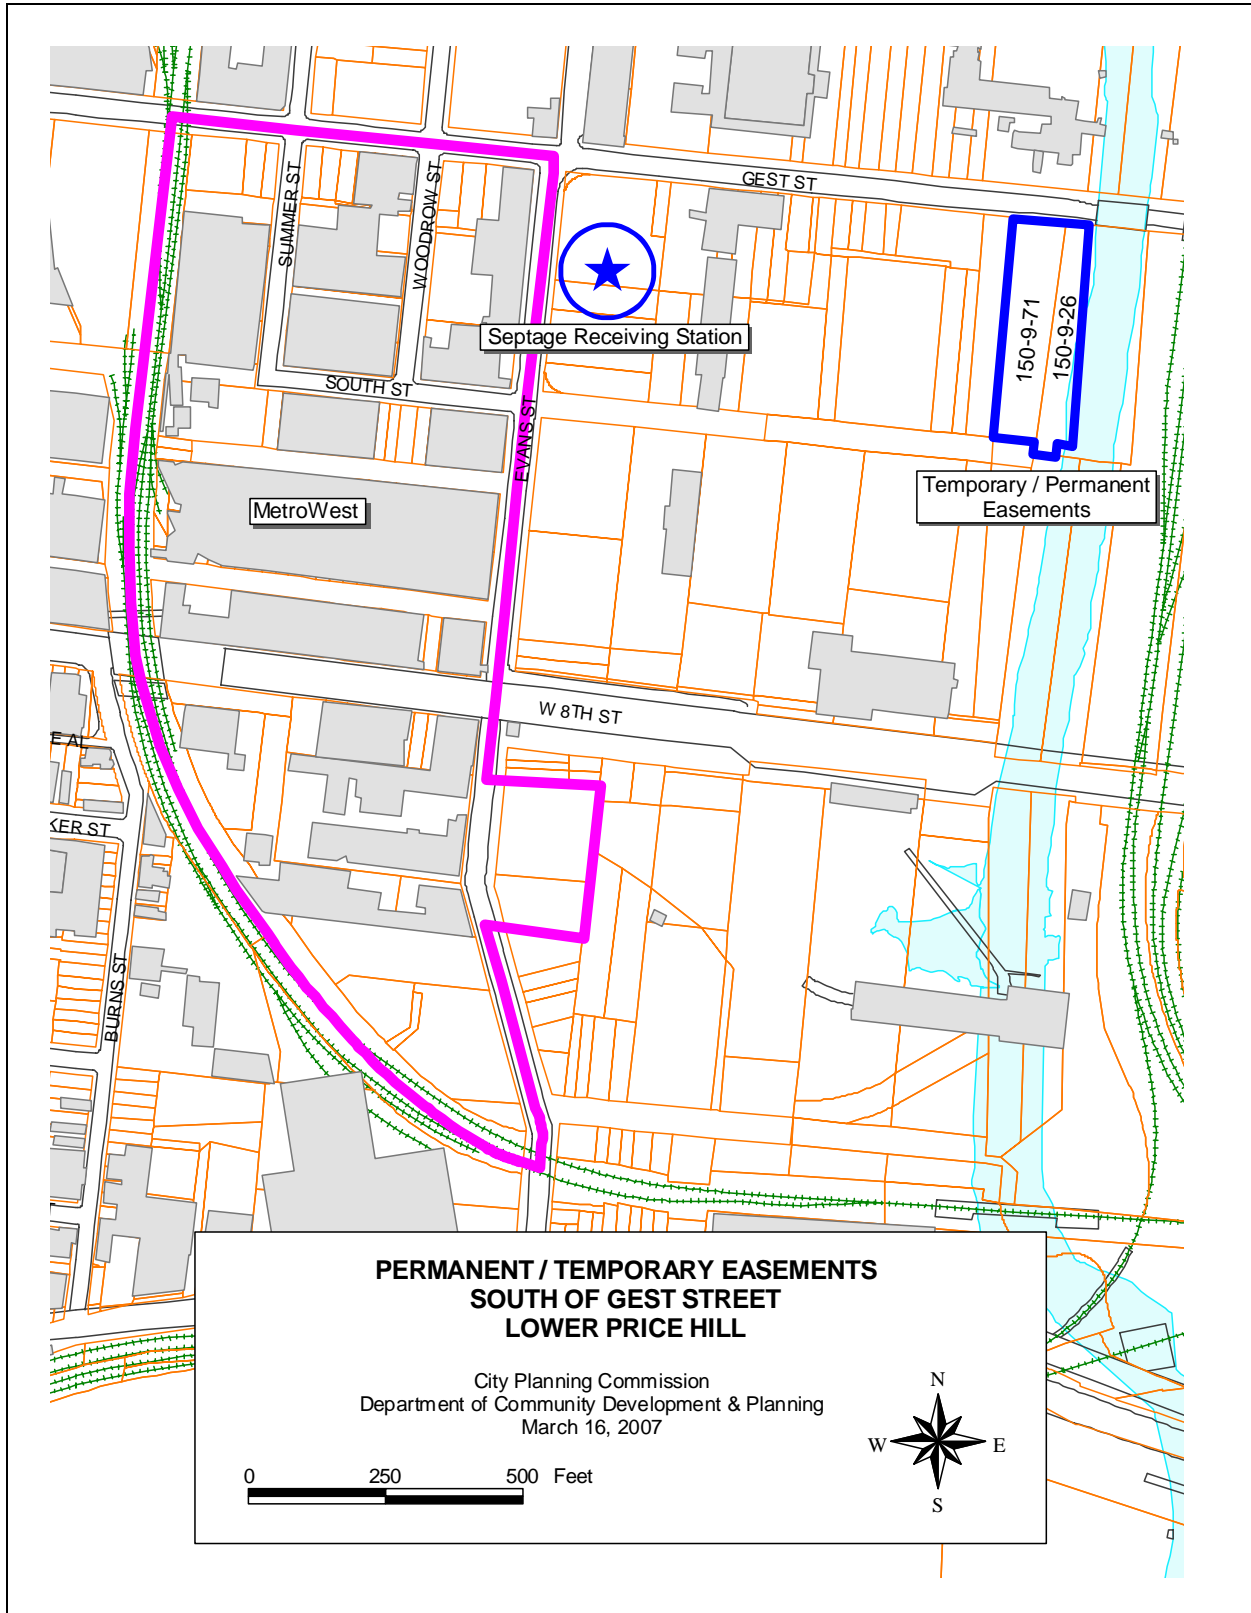 GEST ST
SUMMER ST
WOODROW ST
150-9-71
150-9-26
Septage Receiving Station
SOUTH ST
EVANS ST
Temporary / Permanent
Easements
MetroWest
W 8TH ST
E AL
KER ST
BURNS ST
PERMANENT / TEMPORARY EASEMENTS
SOUTH OF GEST STREET
LOWER PRICE HILL
City Planning Commission
Department of Community Development & Planning
March 16, 2007
N
W E
S
0 250 500 Feet